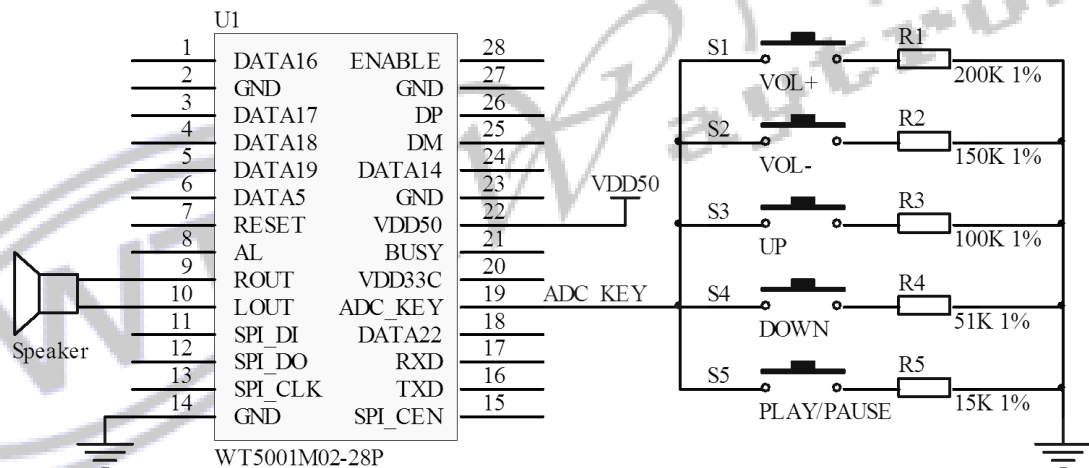 U1
1 DATA16 ENABLE 28
2 GND GND 27
3 DATA17 DP 26
4 DATA18 DM 25
5 DATA19 DATA14 24
6 DATA5 GND 23
7 RESET VDD50 22
8 AL BUSY 21
9 ROUT VDD33C 20
10 LOUT ADC_KEY 19
11 SPI_DI DATA22 18
12 SPI_DO RXD 17
13 SPI_CLK TXD 16
14 GND SPI_CEN 15
WT5001M02-28P
Speaker
VDD50
ADC_KEY
S1 VOL+ R1 200K 1%
S2 VOL- R2 150K 1%
S3 UP R3 100K 1%
S4 DOWN R4 51K 1%
S5 PLAY/PAUSE R5 15K 1%